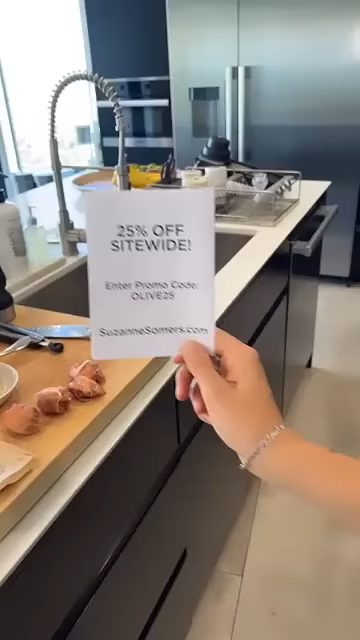 25% OFF
SITEWIDE!
Enter Promo Code:
OLIVE25
SuzanneSomers.com